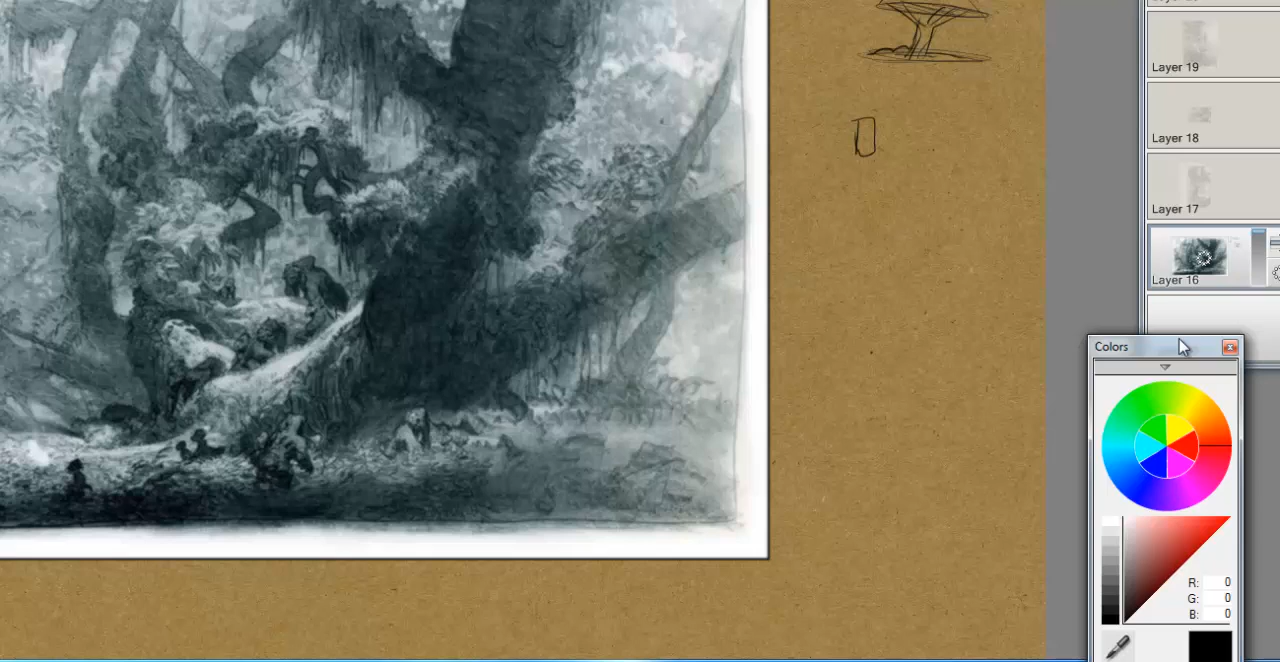 Layer 19
Layer 18
Layer 17
Layer 16
Colors
R: 0
G: 0
B: 0